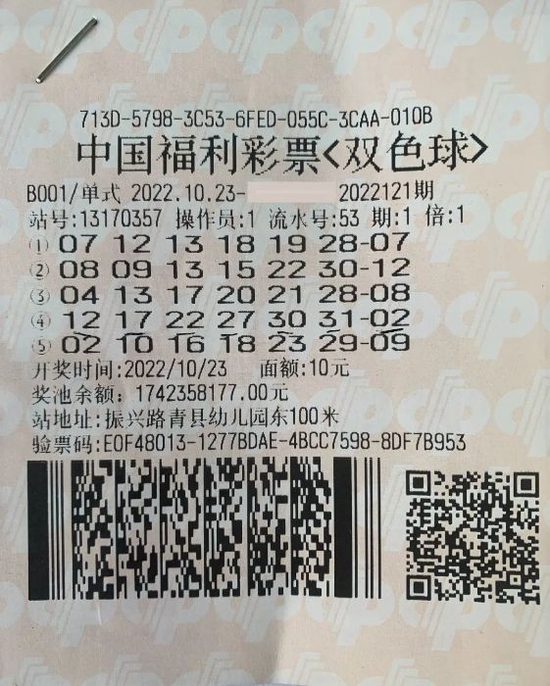 713D-5798-3C53-6FED-055C-3CAA-010B
中国福利彩票<双色球>
B001/单式 2022.10.23- 2022121期
站号:13170357 操作员:1 流水号:53 期:1 倍:1
① 07 12 13 18 19 28-07
② 08 09 13 15 22 30-12
③ 04 13 17 20 21 28-08
④ 12 17 22 27 30 31-02
⑤ 02 10 16 18 23 29-09
开奖时间:2022/10/23 面额:10元
奖池余额: 1742358177.00元
站地址:振兴路青县幼儿园东100米
验票码:E0F48013-1277BDAE-4BCC7598-8DF7B953